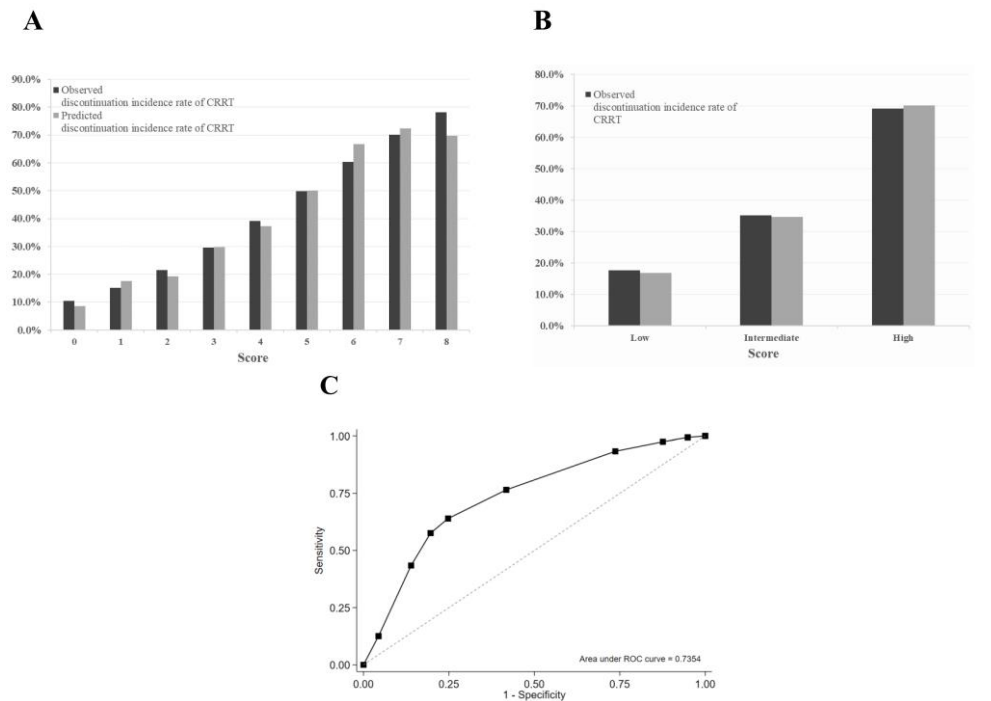 A
90.0%
80.0%
70.0%
60.0%
50.0%
40.0%
30.0%
20.0%
10.0%
0.0%
Observed
discontinuation incidence rate of CRRT
Predicted
discontinuation incidence rate of CRRT
0 1 2 3 4 5 6 7 8
Score
B
80.0%
70.0%
60.0%
50.0%
40.0%
30.0%
20.0%
10.0%
0.0%
Observed
discontinuation incidence rate of
CRRT
Low Intermediate High
Score
C
Sensitivity
1.00
0.75
0.50
0.25
0.00
Area under ROC curve = 0.7354
0.00 0.25 0.50 0.75 1.00
1 - Specificity